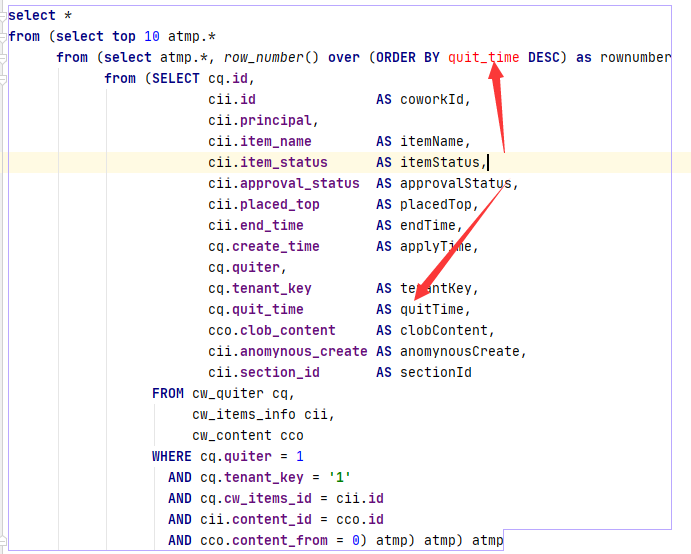 select *
from (select top 10 atmp.*
from (select atmp.*, row_number() over (ORDER BY quit_time DESC) as rownumber
from (SELECT cq.id,
cii.id AS coworkId,
cii.principal,
cii.item_name AS itemName,
cii.item_status AS itemStatus,
cii.approval_status AS approvalStatus,
cii.placed_top AS placedTop,
cii.end_time AS endTime,
cq.create_time AS applyTime,
cq.quiter,
cq.tenant_key AS tenantKey,
cq.quit_time AS quitTime,
cco.clob_content AS clobContent,
cii.anomynous_create AS anomynousCreate,
cii.section_id AS sectionId
FROM cw_quiter cq,
cw_items_info cii,
cw_content cco
WHERE cq.quiter = 1
AND cq.tenant_key = '1'
AND cq.cw_items_id = cii.id
AND cii.content_id = cco.id
AND cco.content_from = 0) atmp) atmp) atmp